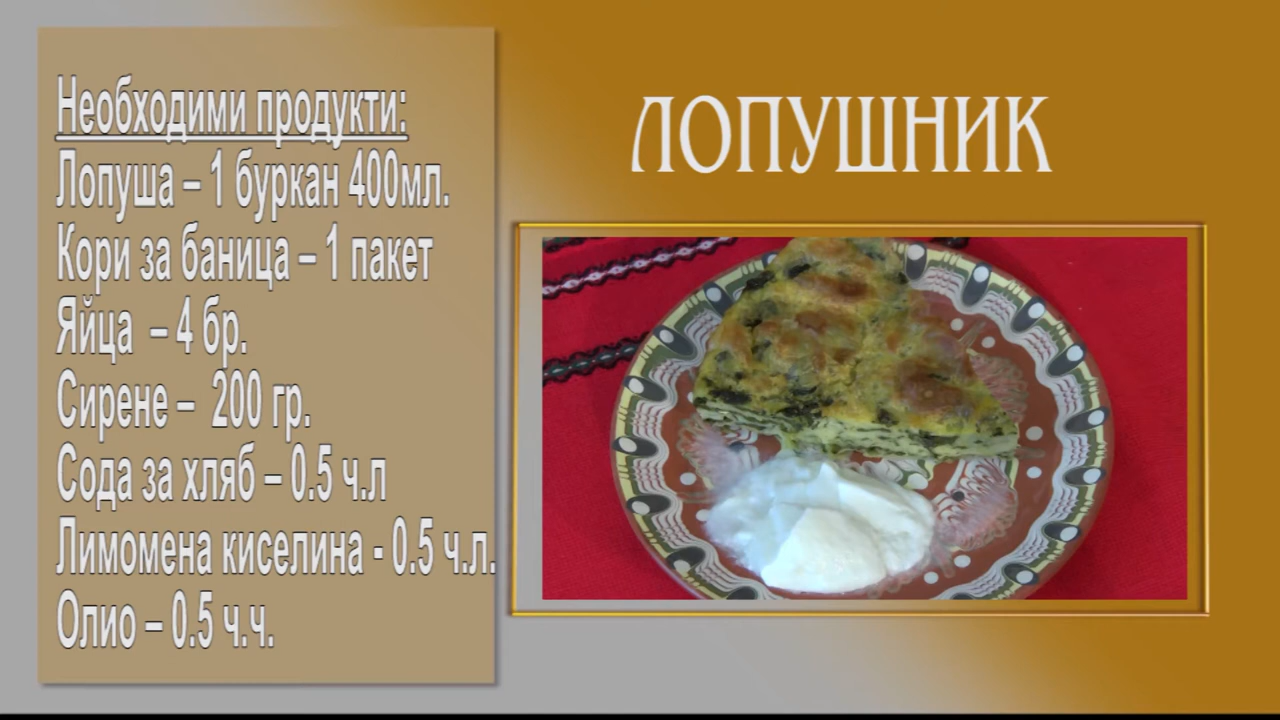 Необходими продукти:
Лопуша – 1 буркан 400мл.
Кори за баница – 1 пакет
Яйца – 4 бр.
Сирене – 200 гр.
Сода за хляб – 0.5 ч.л
Лимомена киселина - 0.5 ч.л.
Олио – 0.5 ч.ч.
ЛОПУШНИК